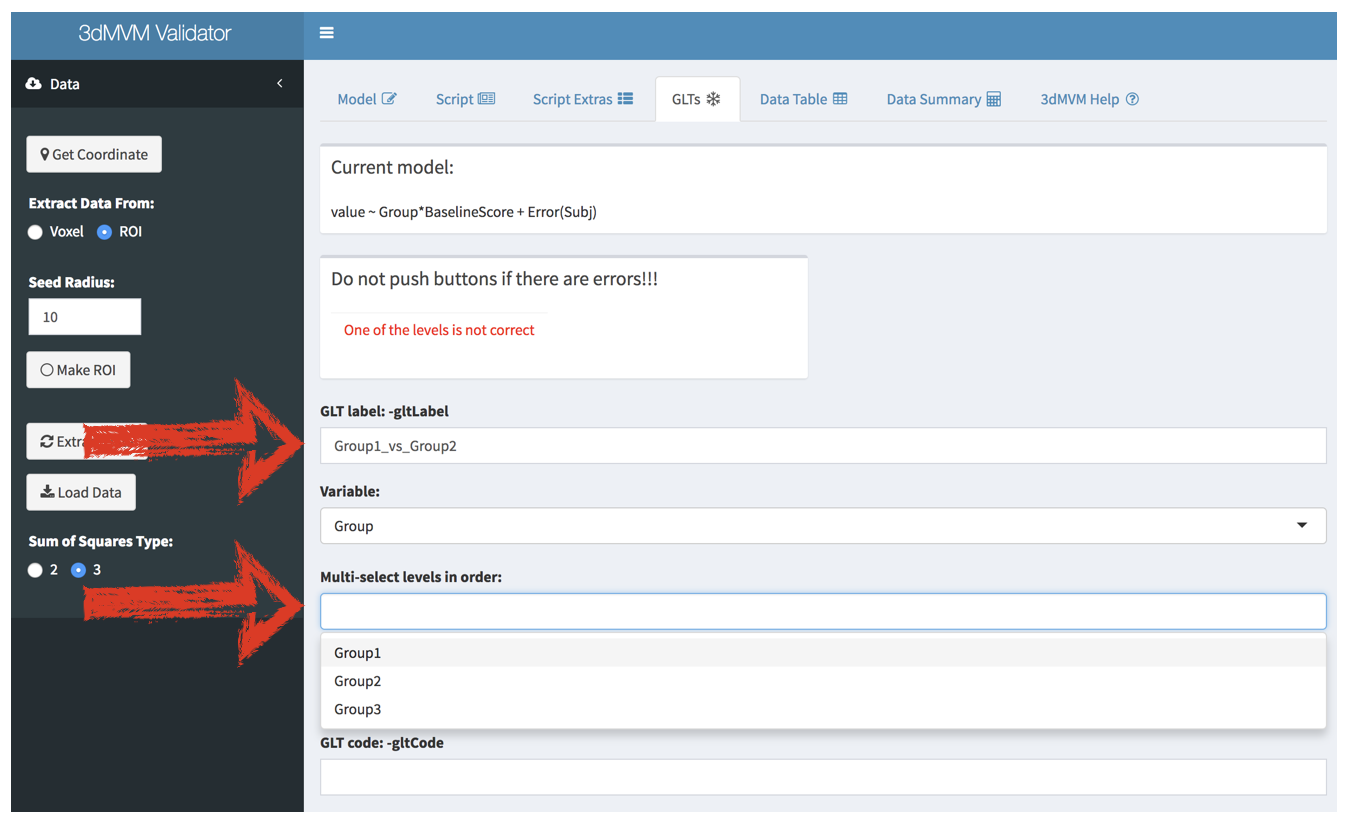 3dMVM Validator
Data
Get Coordinate
Extract Data From:
Voxel ROI
Seed Radius:
10
Make ROI
Load Data
Sum of Squares Type:
2 3
Model Script Script Extras GLTs Data Table Data Summary 3dMVM Help
Current model:
value ~ Group*BaselineScore + Error(Subj)
Do not push buttons if there are errors!!!
One of the levels is not correct
GLT label: -gltLabel
Group1_vs_Group2
Variable:
Group
Multi-select levels in order:
Group1
Group2
Group3
GLT code: -gltCode